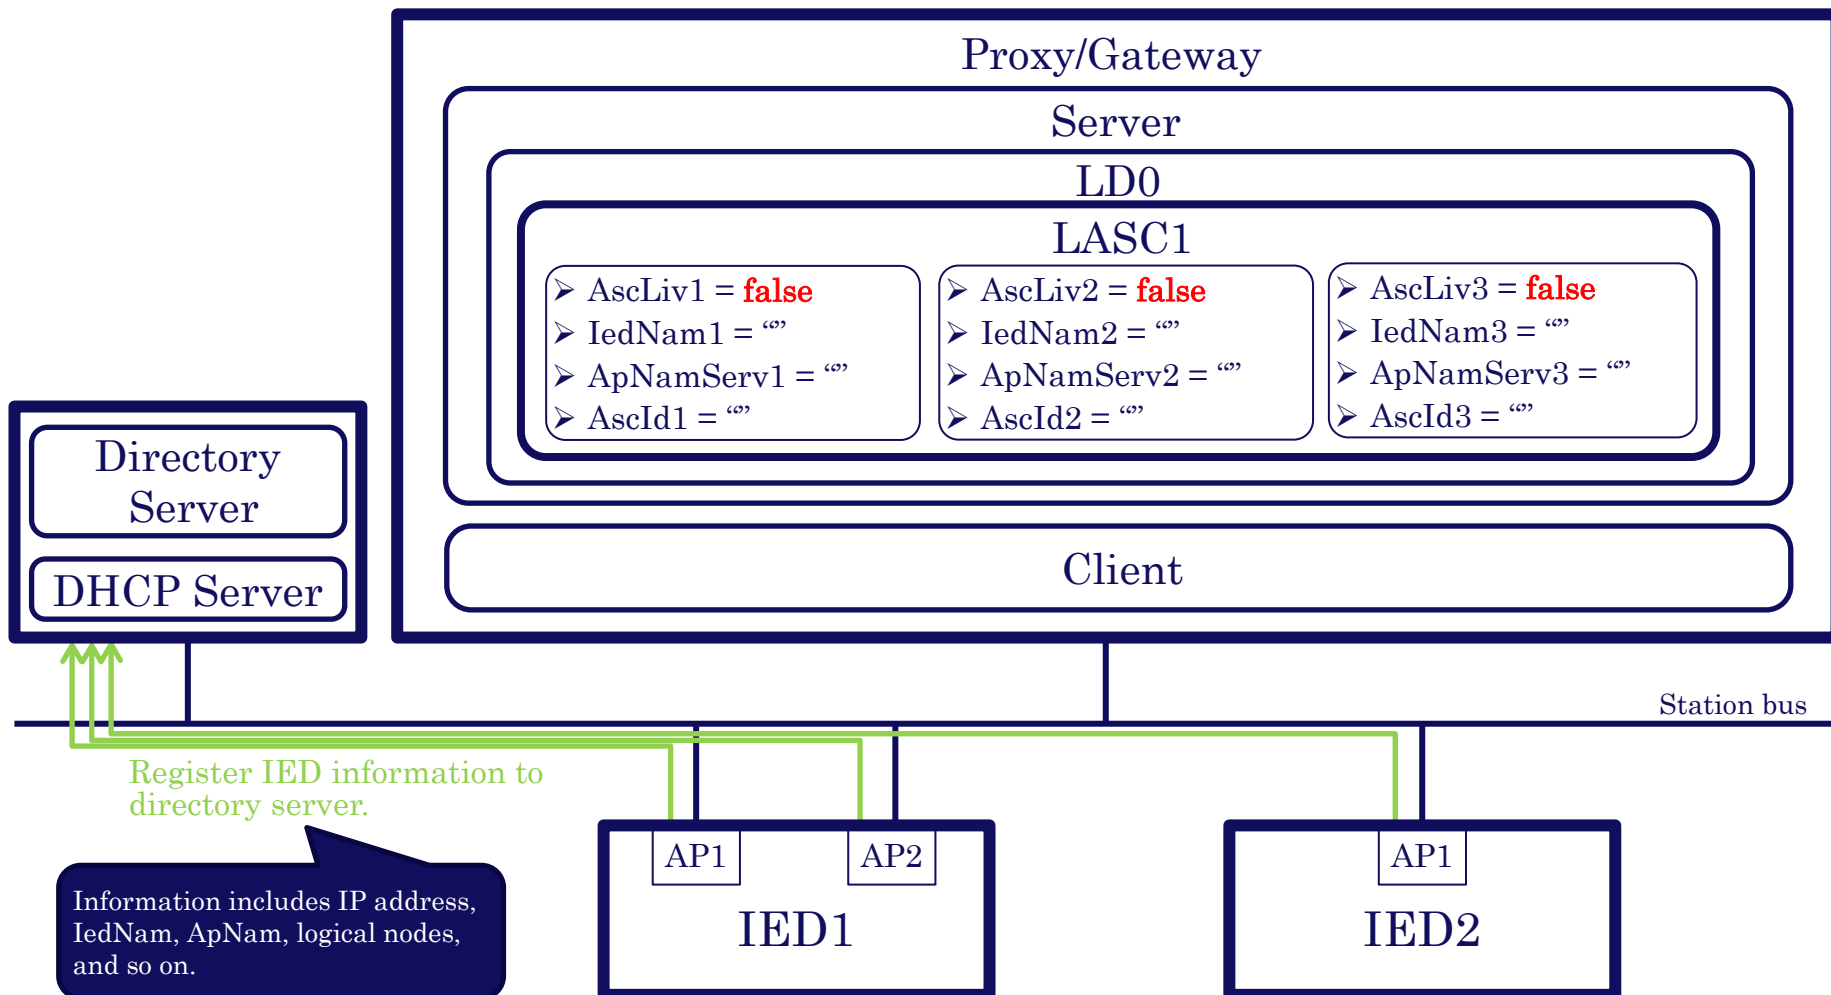 Proxy/Gateway
Server
LD0
LASC1
➢ AscLiv1 = false
➢ IedNam1 = “”
➢ ApNamServ1 = “”
➢ AscId1 = “”
➢ AscLiv2 = false
➢ IedNam2 = “”
➢ ApNamServ2 = “”
➢ AscId2 = “”
➢ AscLiv3 = false
➢ IedNam3 = “”
➢ ApNamServ3 = “”
➢ AscId3 = “”
Client
Directory
Server
DHCP Server
Station bus
Register IED information to
directory server.
Information includes IP address,
IedNam, ApNam, logical nodes,
and so on.
AP1
AP2
IED1
AP1
IED2